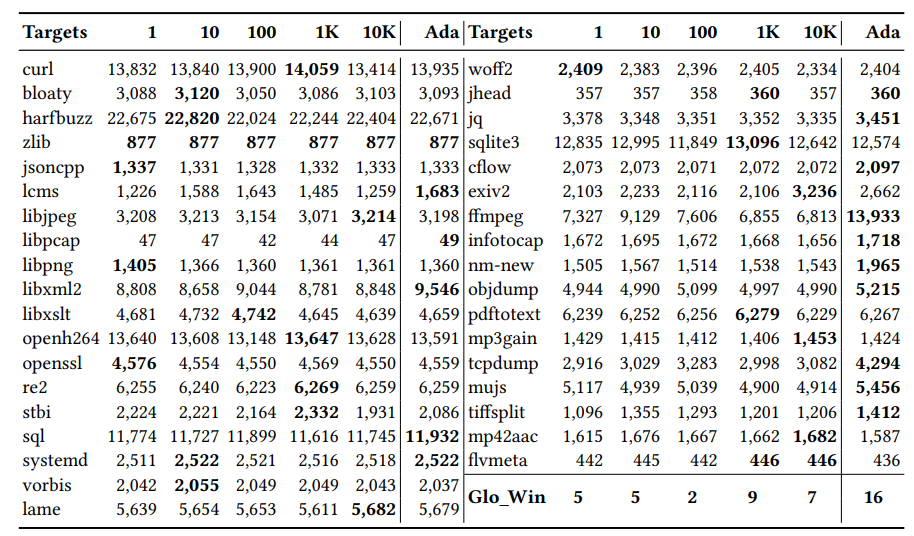 Targets 1 10 100 1K 10K Ada Targets 1 10 100 1K 10K Ada
curl 13,832 13,840 13,900 14,059 13,414 13,935 woff2 2,409 2,383 2,396 2,405 2,334 2,404
bloaty 3,088 3,120 3,050 3,086 3,103 3,093 jhead 357 357 358 360 357 360
harfbuzz 22,675 22,820 22,024 22,244 22,404 22,671 jq 3,378 3,348 3,351 3,352 3,335 3,451
zlib 877 877 877 877 877 877 sqlite3 12,835 12,995 11,849 13,096 12,642 12,574
jsoncpp 1,337 1,331 1,328 1,332 1,333 1,333 cflow 2,073 2,073 2,071 2,072 2,072 2,097
lcms 1,226 1,588 1,643 1,485 1,259 1,683 exiv2 2,103 2,233 2,116 2,106 3,236 2,662
libjpeg 3,208 3,213 3,154 3,071 3,214 3,198 ffmpeg 7,327 9,129 7,606 6,855 6,813 13,933
libpcap 47 47 42 44 47 49 infotocap 1,672 1,695 1,672 1,668 1,656 1,718
libpng 1,405 1,366 1,360 1,361 1,361 1,360 nm-new 1,505 1,567 1,514 1,538 1,543 1,965
libxml2 8,808 8,658 9,044 8,781 8,848 9,546 objdump 4,944 4,990 5,099 4,997 4,990 5,215
libxslt 4,681 4,732 4,742 4,645 4,639 4,659 pdftotext 6,239 6,252 6,256 6,279 6,229 6,267
openh264 13,640 13,608 13,148 13,647 13,628 13,591 mp3gain 1,429 1,415 1,412 1,406 1,453 1,424
openssl 4,576 4,554 4,550 4,569 4,550 4,559 tcpdump 2,916 3,029 3,283 2,998 3,082 4,294
re2 6,255 6,240 6,223 6,269 6,259 6,259 mujs 5,117 4,939 5,039 4,900 4,914 5,456
stbi 2,224 2,221 2,164 2,332 1,931 2,086 tiffsplit 1,096 1,355 1,293 1,201 1,206 1,412
sql 11,774 11,727 11,899 11,616 11,745 11,932 mp42aac 1,615 1,676 1,667 1,662 1,682 1,587
systemd 2,511 2,522 2,521 2,516 2,518 2,522 flvmeta 442 445 442 446 446 436
vorbis 2,042 2,055 2,049 2,049 2,043 2,037
Glo_Win 5 5 2 9 7 16
lame 5,639 5,654 5,653 5,611 5,682 5,679